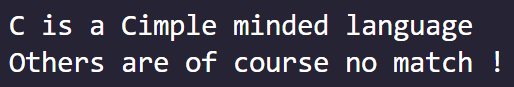 C is a Cimple minded language
Others are of course no match !